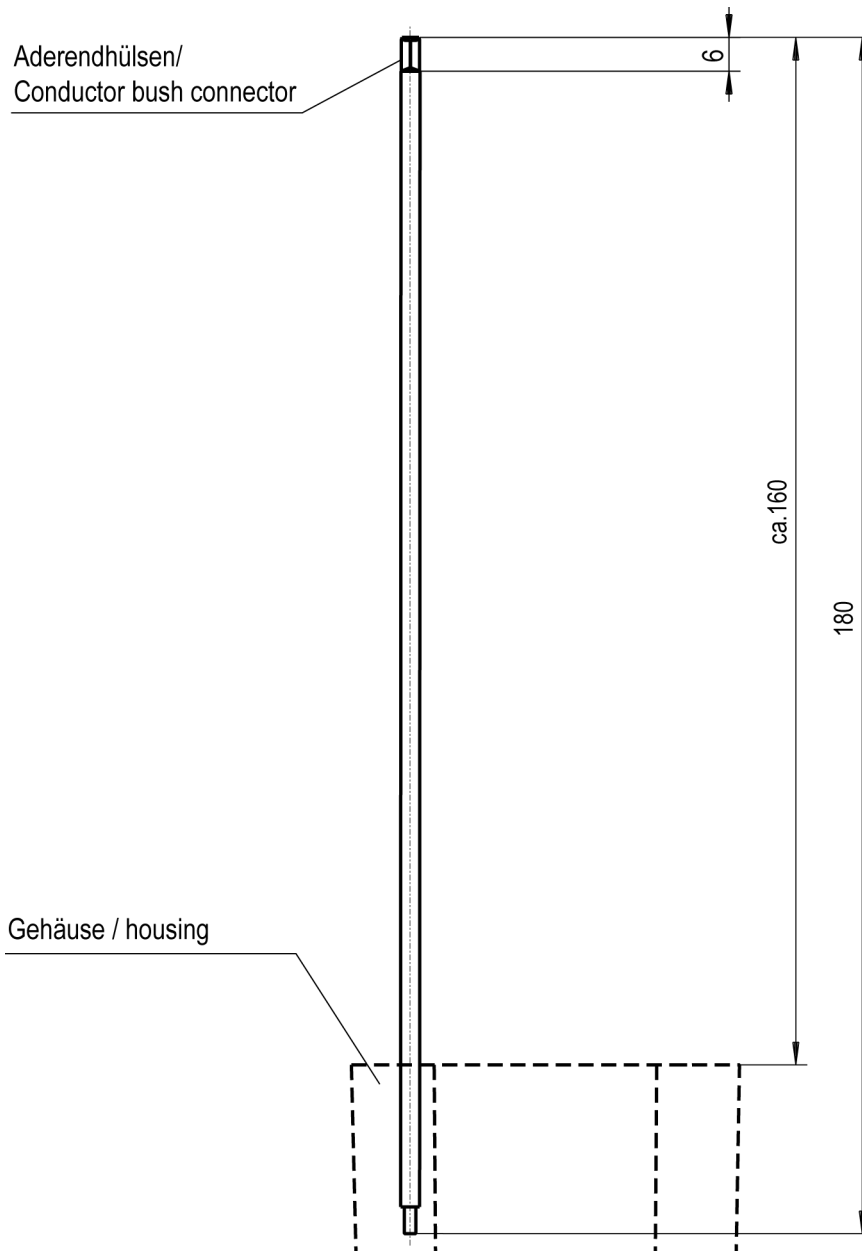 Aderendhülsen/
Conductor bush connector
6
ca.160
180
Gehäuse / housing